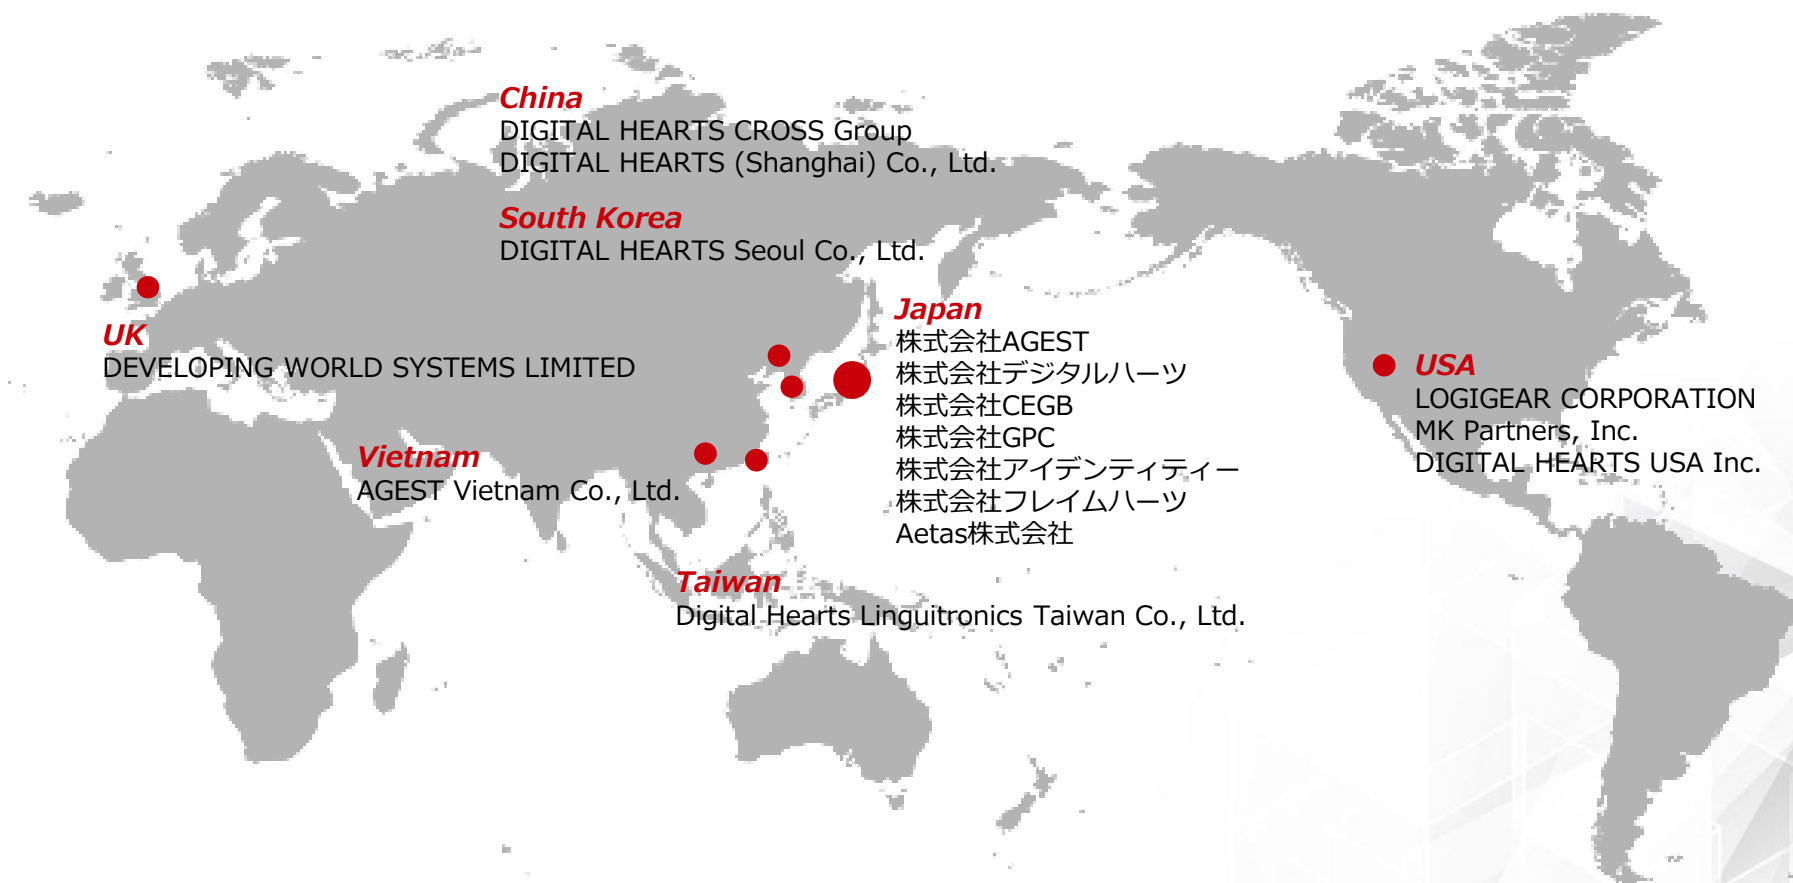 China
DIGITAL HEARTS CROSS Group
DIGITAL HEARTS (Shanghai) Co., Ltd.
South Korea
DIGITAL HEARTS Seoul Co., Ltd.
UK
DEVELOPING WORLD SYSTEMS LIMITED
Japan
株式会社AGEST
株式会社デジタルハーツ
株式会社CEGB
株式会社GPC
株式会社アイデンティティー
株式会社フレイムハーツ
Aetas株式会社
USA
LOGIGEAR CORPORATION
MK Partners, Inc.
DIGITAL HEARTS USA Inc.
Vietnam
AGEST Vietnam Co., Ltd.
Taiwan
Digital Hearts Linguitronics Taiwan Co., Ltd.